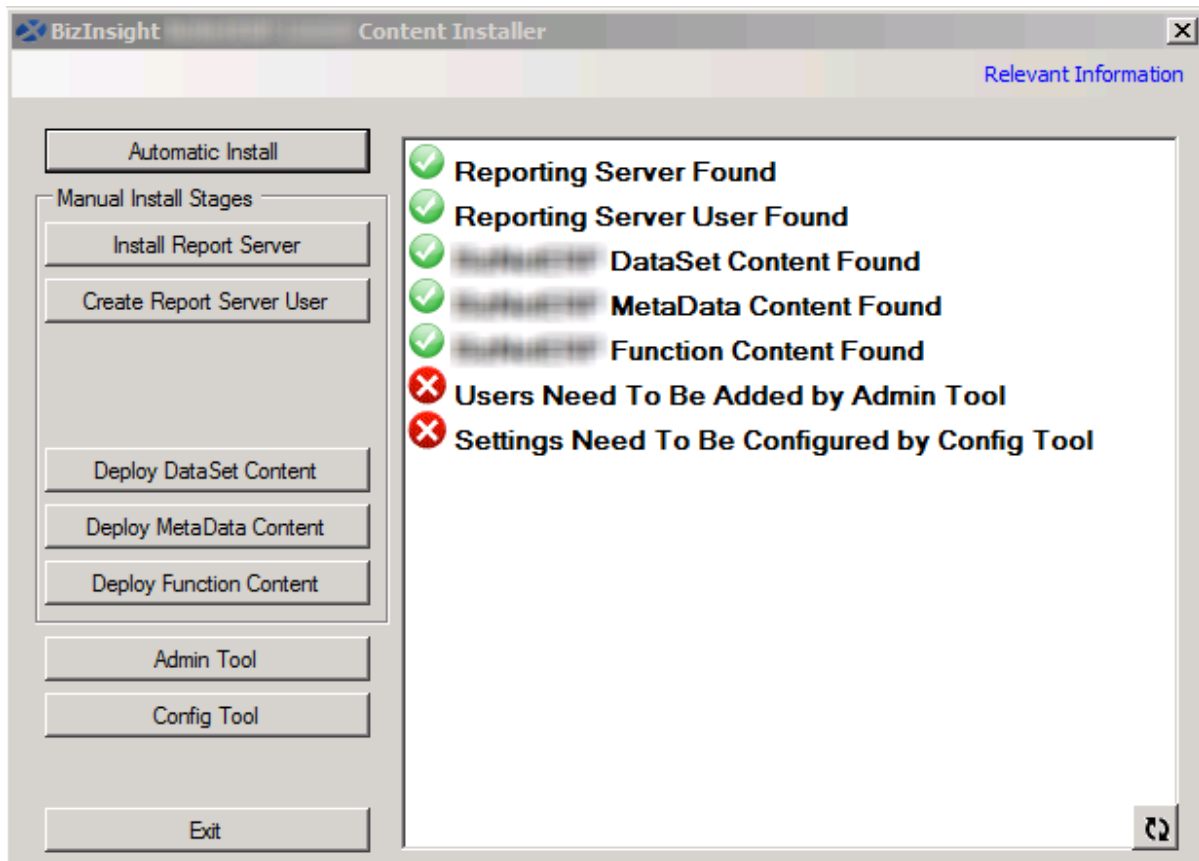 BizInsight Content Installer
Relevant Information
Automatic Install
Manual Install Stages
Install Report Server
Create Report Server User
Deploy DataSet Content
Deploy MetaData Content
Deploy Function Content
Admin Tool
Config Tool
Exit
Reporting Server Found
Reporting Server User Found
DataSet Content Found
MetaData Content Found
Function Content Found
Users Need To Be Added by Admin Tool
Settings Need To Be Configured by Config Tool